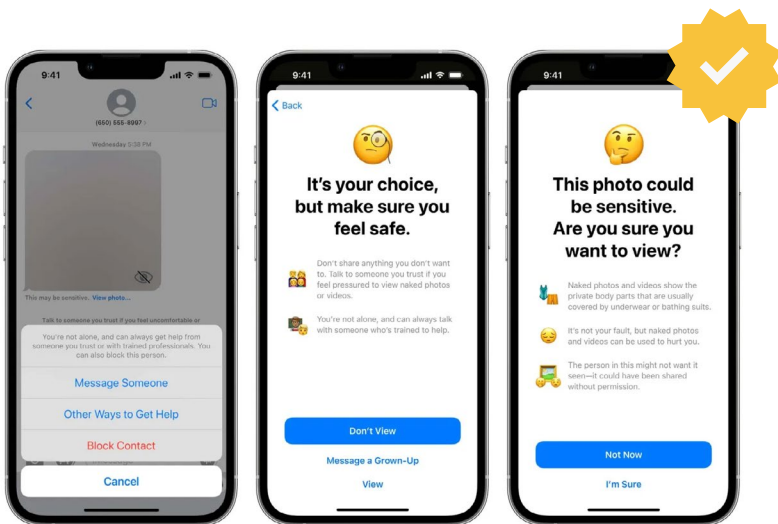 9:41
(650) 555-8997
Wednesday 5:38 PM
This may be sensitive. View photo...
Talk to someone you trust if you feel uncomfortable or
You're not alone, and can always get help from
someone you trust or with trained professionals. You
can also block this person.
Message Someone
Other Ways to Get Help
Block Contact
Cancel
9:41
Back
It's your choice,
but make sure you
feel safe.
Don't share anything you don't want
to. Talk to someone you trust if you
feel pressured to view naked photos
or videos.
You're not alone, and can always talk
with someone who's trained to help.
Don't View
Message a Grown-Up
View
9:41
This photo could
be sensitive.
Are you sure you
want to view?
Naked photos and videos show the
private body parts that are usually
covered by underwear or bathing suits.
It's not your fault, but naked photos
and videos can be used to hurt you.
The person in this might not want it
seen—it could have been shared
without permission.
Not Now
I'm Sure